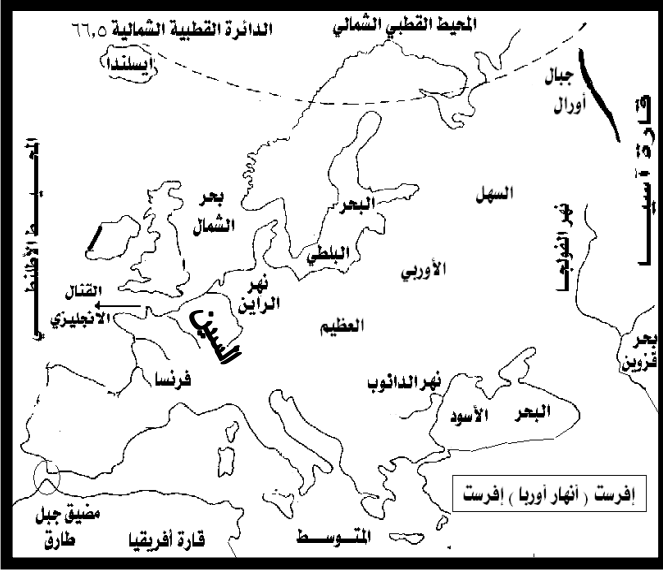 المحيط القطبي الشمالي
الدائرة القطبية الشمالية ٦٦,٥
ايسلندا
جبال
أورال
قارة آسيا
المحيط الأطلنطي
بحر
الشمال
البحر
البلطي
السهل
الأوربي
العظيم
نهر الفولجا
القنال
الانجليزي
نهر
الراين
السين
فرنسا
نهر الدانوب
البحر
الأسود
بحر
قزوين
إفرست ( أنهار أوربا ) إفرست
مضيق جبل
طارق
قارة أفريقيا
المتوسط